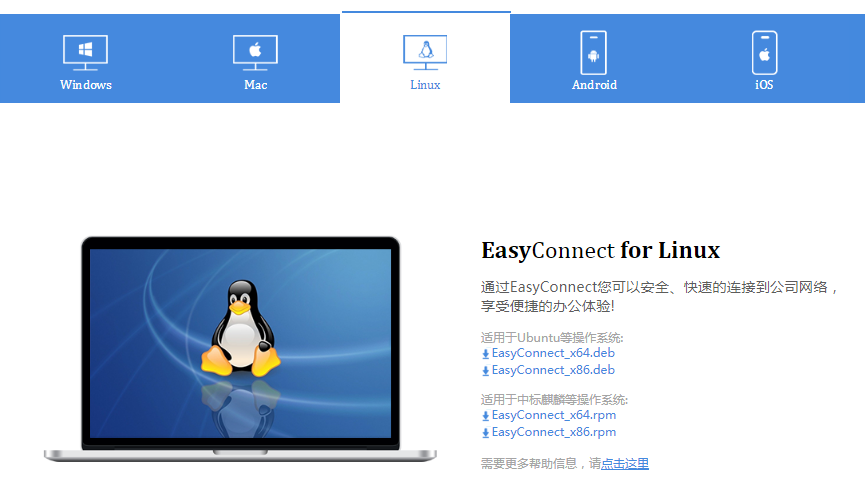 Windows
Mac
Linux
Android
iOS
EasyConnect for Linux
通过EasyConnect您可以安全、快速的连接到公司网络，
享受便捷的办公体验!
适用于Ubuntu等操作系统:
EasyConnect_x64.deb
EasyConnect_x86.deb
适用于中标麒麟等操作系统:
EasyConnect_x64.rpm
EasyConnect_x86.rpm
需要更多帮助信息，请点击这里